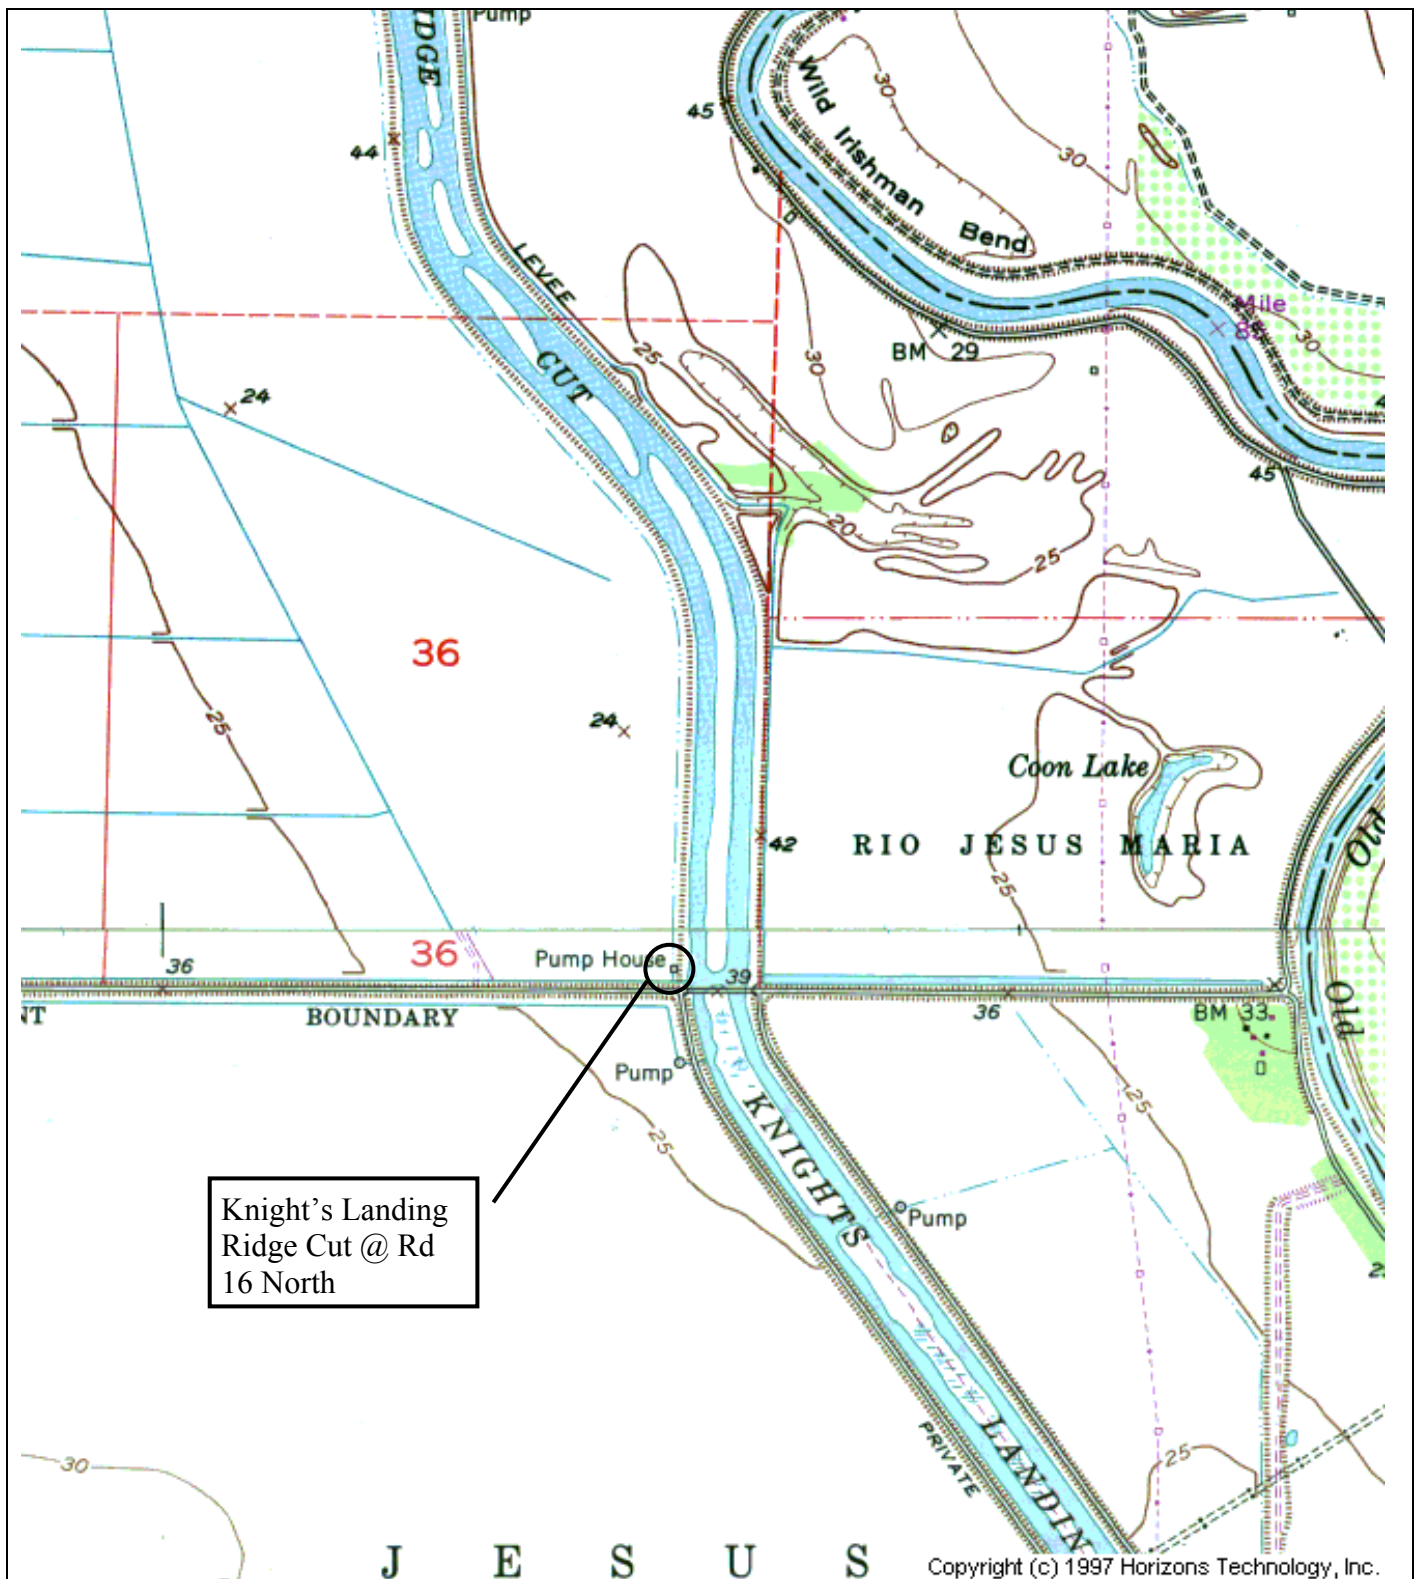 Pump
IDGE
45
Wild Irishman Bend
30
30
44
LEVEE
Mile
30
BM 29
25
30
CUT
24
45
20
25
36
25
24
Coon Lake
42
RIO JESUS MARIA
Old
25
36
Pump House
36
39
36
BM 33
Old
NT
BOUNDARY
Pump
25
25
KNIGHTS
Knight's Landing
Ridge Cut @ Rd
16 North
Pump
PRIVATE
LANDIN
25
30
J E S U S
Copyright (c) 1997 Horizons Technology, Inc.